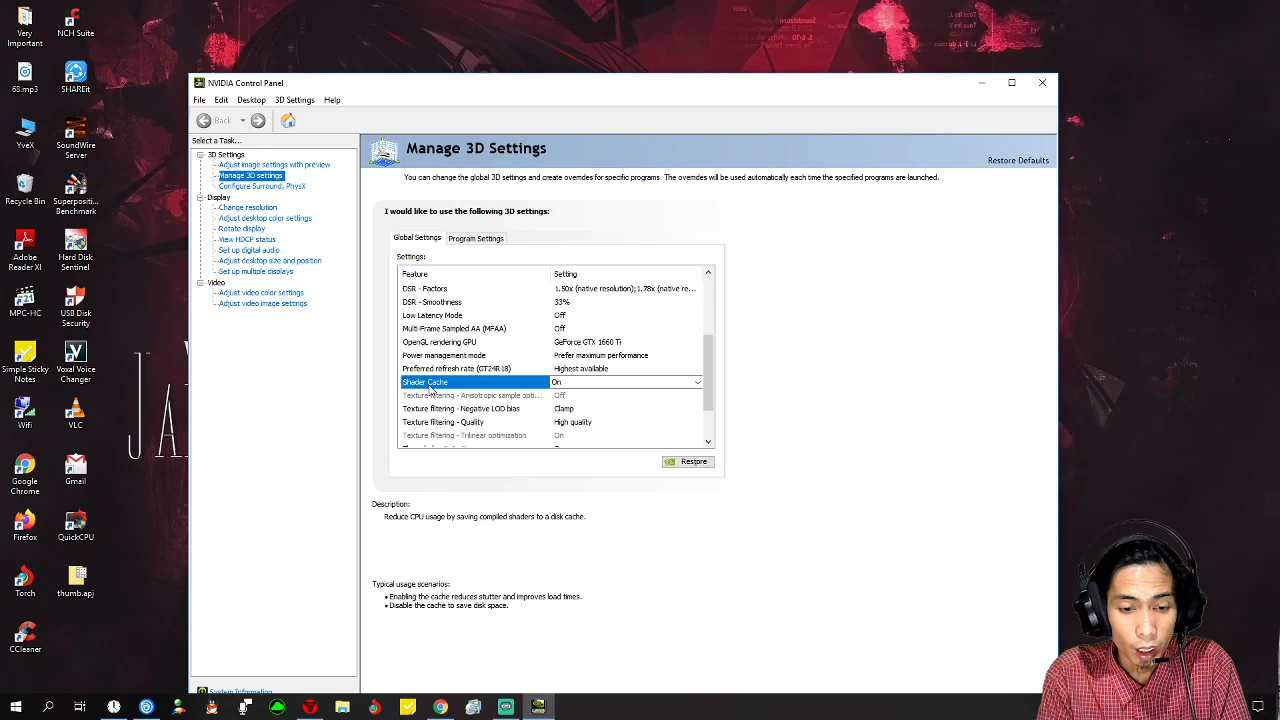 Very Important
NCH Suite
68.mp3
SHAREit
VreX
SoundWire Server
Recycle Bin
Superpositi... Benchmark
Adobe Reader XI
Hard Disk Sentinel
MPC-HC
USB Disk Security
Simple Sticky Notes
Voxal Voice Changer
Wifi
VLC
Google Chrome
Gmail
Firefox
QuickCPU
Torch
thumb.apj
CCleaner
NVIDIA Control Panel
File Edit Desktop 3D Settings Help
Back
Select a Task...
3D Settings
Adjust image settings with preview
Manage 3D settings
Configure Surround, PhysX
Display
Change resolution
Adjust desktop color settings
Rotate display
View HDCP status
Set up digital audio
Adjust desktop size and position
Set up multiple displays
Video
Adjust video color settings
Adjust video image settings
System Information
Manage 3D Settings
Restore Defaults
You can change the global 3D settings and create overrides for specific programs. The overrides will be used automatically each time the specified programs are launched.
I would like to use the following 3D settings:
Global Settings Program Settings
Settings:
Feature Setting
DSR - Factors 1.50x (native resolution);1.78x (native re...
DSR - Smoothness 33%
Low Latency Mode Off
Multi-Frame Sampled AA (MFAA) Off
OpenGL rendering GPU GeForce GTX 1660 Ti
Power management mode Prefer maximum performance
Preferred refresh rate (GT24R18) Highest available
Shader Cache On
Texture filtering - Anisotropic sample opti... Off
Texture filtering - Negative LOD bias Clamp
Texture filtering - Quality High quality
Texture filtering - Trilinear optimization On
Restore
Description:
Reduce CPU usage by saving compiled shaders to a disk cache.
Typical usage scenarios:
• Enabling the cache reduces stutter and improves load times.
• Disable the cache to save disk space.